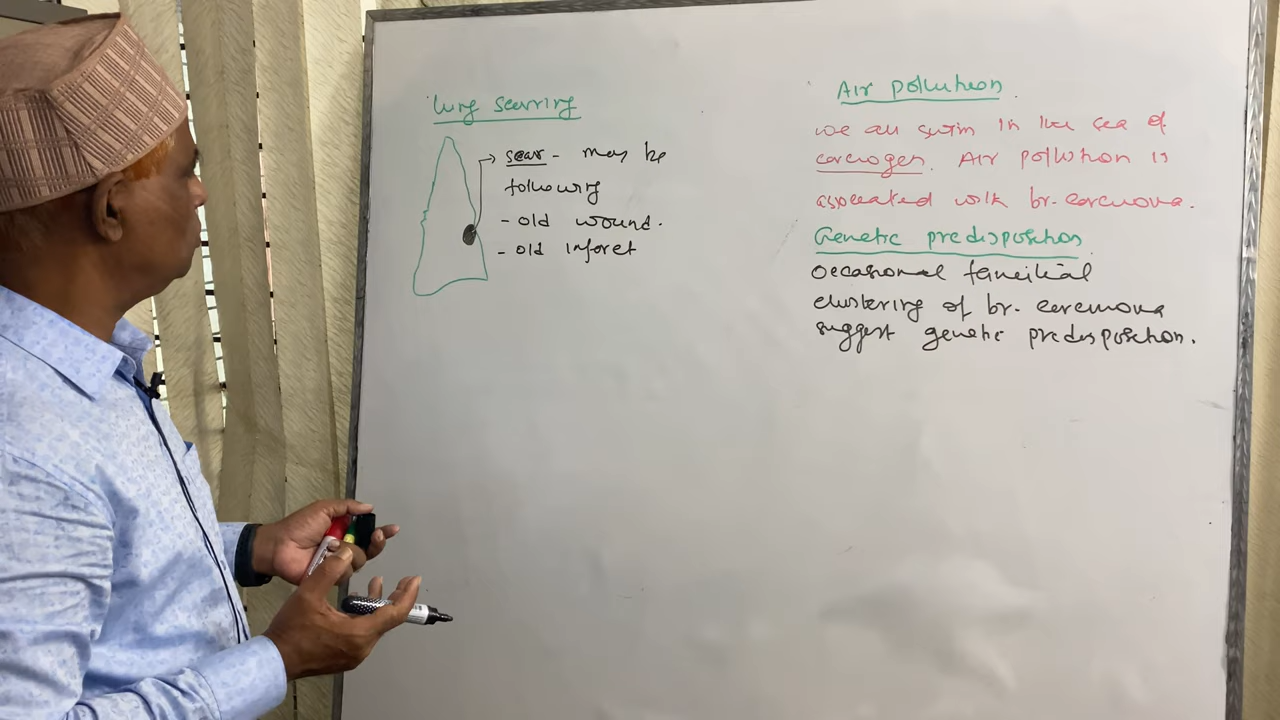 Lung scarring
scar - may be
following
- old wound.
- old infarct
Air pollution.
we all swim in the sea of
carcinogen. Air pollution is
associated with br. carcinoma.
Genetic predisposition
Occasional familial
clustering of br. carcinoma
suggest genetic predisposition.